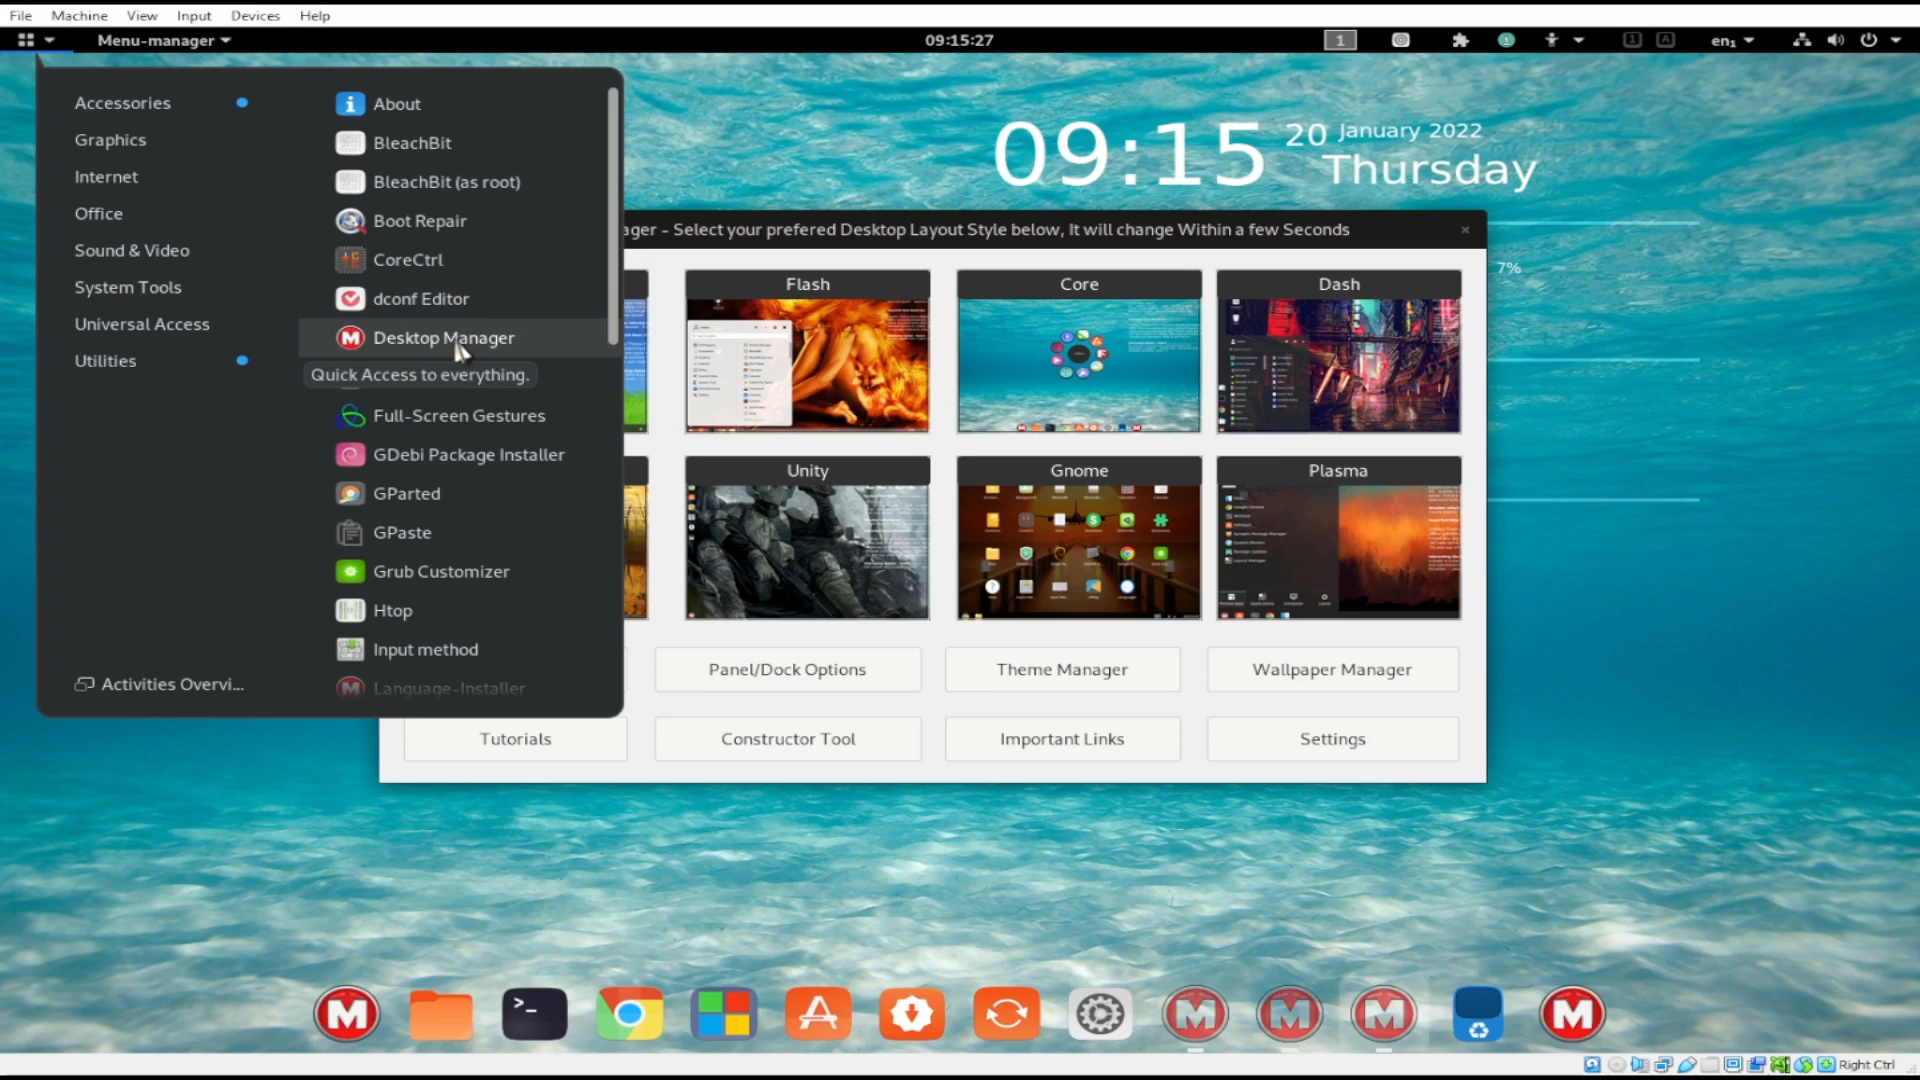 File Machine View Input Devices Help
Menu-manager
09:15:27
1
en₁
Accessories
Graphics
Internet
Office
Sound & Video
System Tools
Universal Access
Utilities
Activities Overvi...
About
BleachBit
BleachBit (as root)
Boot Repair
CoreCtrl
dconf Editor
Desktop Manager
Quick Access to everything.
Full-Screen Gestures
GDebi Package Installer
GParted
GPaste
Grub Customizer
Htop
Input method
Language-Installer
09:15 20 January 2022
Thursday
7%
ager - Select your prefered Desktop Layout Style below, It will change Within a few Seconds
Flash Core Dash
Unity Gnome Plasma
Panel/Dock Options Theme Manager Wallpaper Manager
Tutorials Constructor Tool Important Links Settings
Right Ctrl